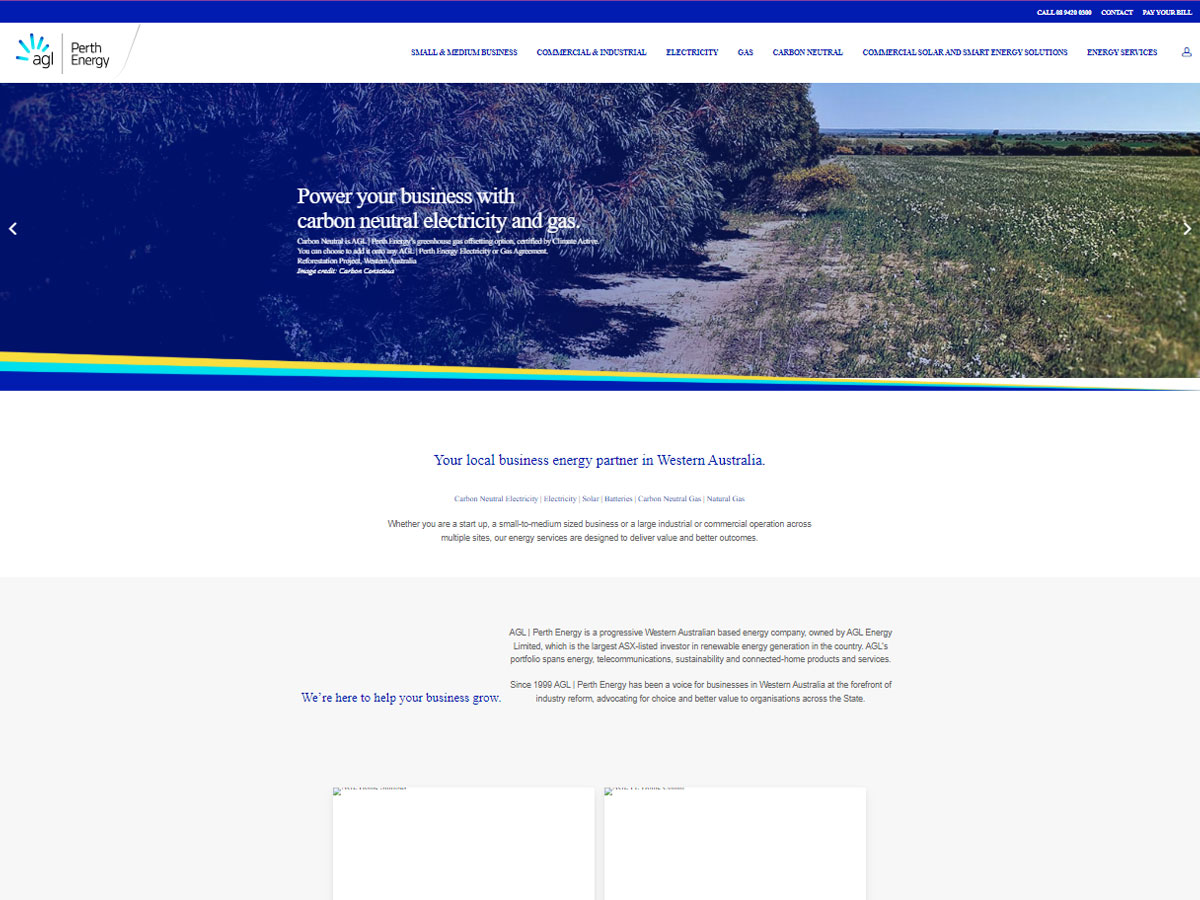 CALL 08 9420 0300 CONTACT PAY YOUR BILL
agl Perth Energy
SMALL & MEDIUM BUSINESS COMMERCIAL & INDUSTRIAL ELECTRICITY GAS CARBON NEUTRAL COMMERCIAL SOLAR AND SMART ENERGY SOLUTIONS ENERGY SERVICES
Power your business with
carbon neutral electricity and gas.
Carbon Neutral is AGL | Perth Energy's greenhouse gas offsetting option, certified by Climate Active.
You can choose to add it onto any AGL | Perth Energy Electricity or Gas Agreement.
Reforestation Project, Western Australia
Image credit: Carbon Conscious
Your local business energy partner in Western Australia.
Carbon Neutral Electricity | Electricity | Solar | Batteries | Carbon Neutral Gas | Natural Gas
Whether you are a start up, a small-to-medium sized business or a large industrial or commercial operation across
multiple sites, our energy services are designed to deliver value and better outcomes.
AGL | Perth Energy is a progressive Western Australian based energy company, owned by AGL Energy
Limited, which is the largest ASX-listed investor in renewable energy generation in the country. AGL's
portfolio spans energy, telecommunications, sustainability and connected-home products and services.
Since 1999 AGL | Perth Energy has been a voice for businesses in Western Australia at the forefront of
industry reform, advocating for choice and better value to organisations across the State.
We're here to help your business grow.